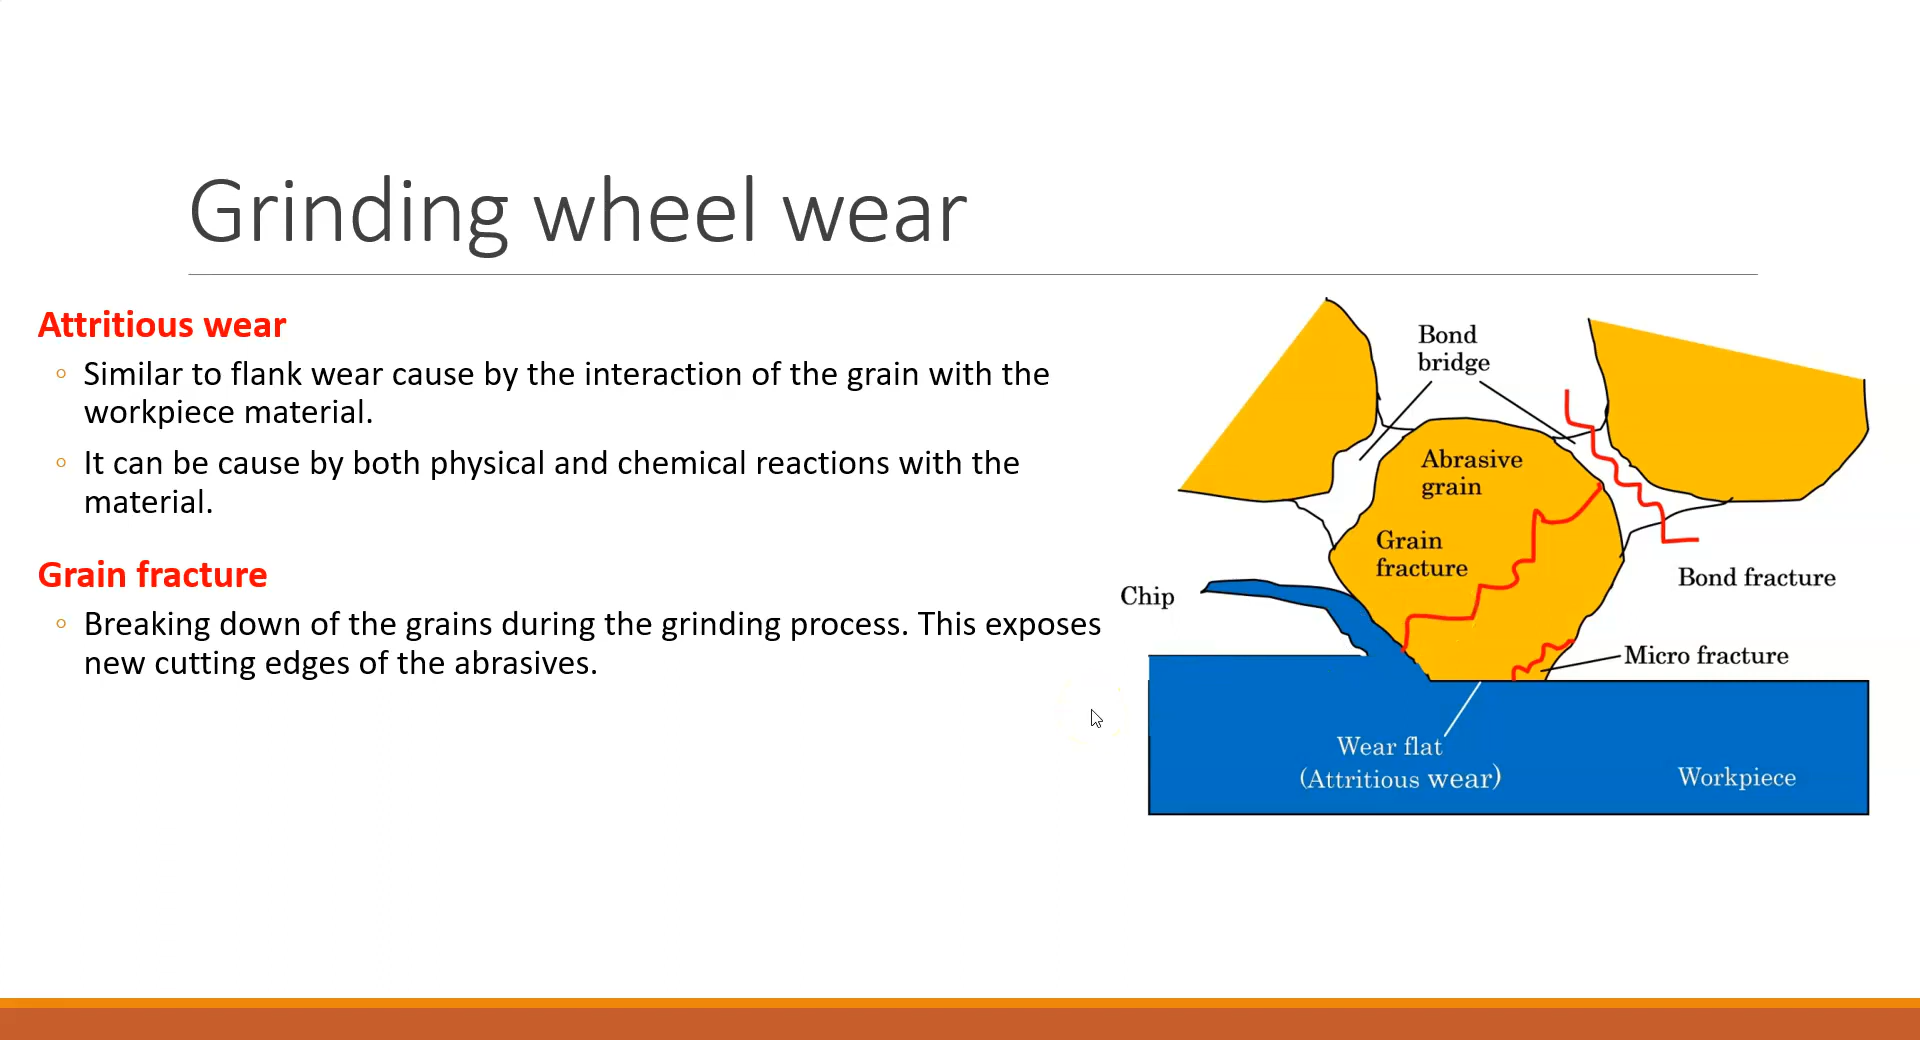 Grinding wheel wear
Attritious wear
◦ Similar to flank wear cause by the interaction of the grain with the
workpiece material.
◦ It can be cause by both physical and chemical reactions with the
material.
Grain fracture
◦ Breaking down of the grains during the grinding process. This exposes
new cutting edges of the abrasives.
Bond
bridge
Abrasive
grain
Grain
fracture
Chip
Bond fracture
Micro fracture
Wear flat
(Attritious wear)
Workpiece